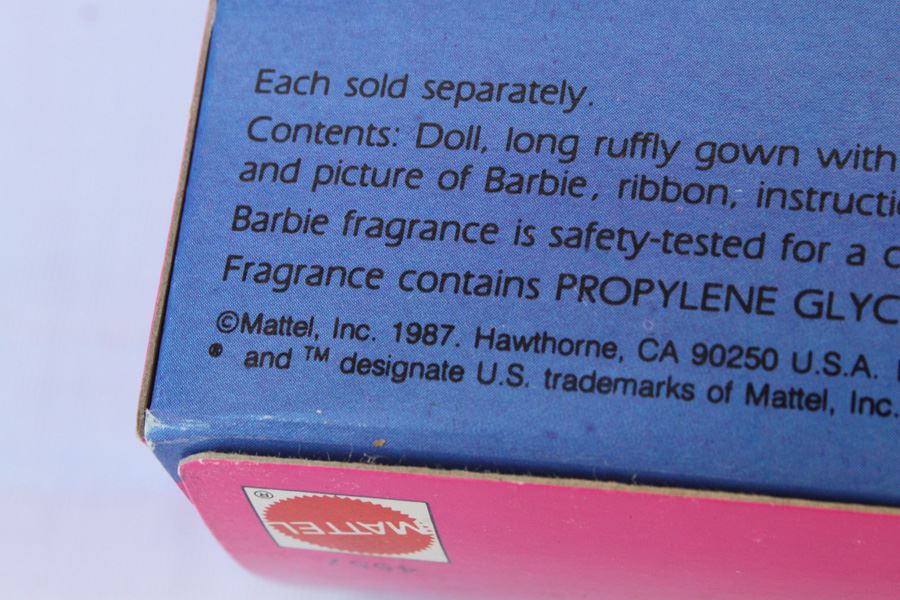 Each sold separately.
Contents: Doll, long ruffly gown with
and picture of Barbie, ribbon, instructi
Barbie fragrance is safety-tested for a c
Fragrance contains PROPYLENE GLYC
©Mattel, Inc. 1987. Hawthorne, CA 90250 U.S.A.
® and ™ designate U.S. trademarks of Mattel, Inc.
MATTEL ®